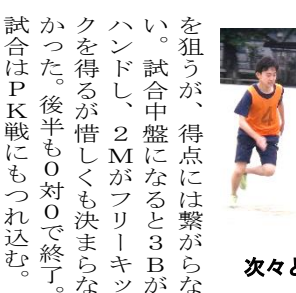 を狙うが、得点には繋がらな
い。試合中盤になると３Ｂが
ハンドし、２Ｍがフリーキッ
クを得るが惜しくも決まらな
かった。後半も０対０で終了。
試合はＰＫ戦にもつれ込む。
4
次々と